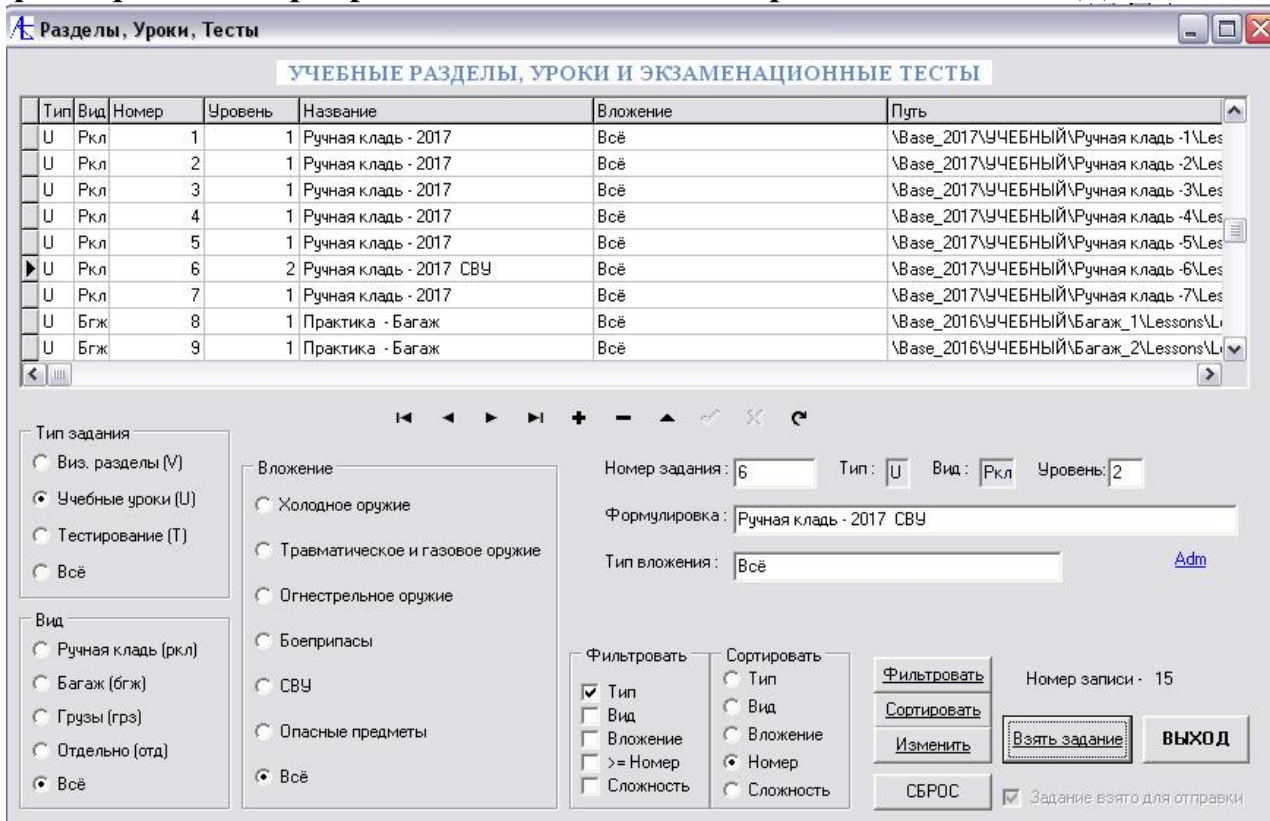 Разделы, Уроки, Тесты
УЧЕБНЫЕ РАЗДЕЛЫ, УРОКИ И ЭКЗАМЕНАЦИОННЫЕ ТЕСТЫ
Тип Вид Номер Уровень Название Вложение Путь
U Ркл 1 1 Ручная кладь - 2017 Всё \Base_2017\УЧЕБНЫЙ\Ручная кладь -1\Les
U Ркл 2 1 Ручная кладь - 2017 Всё \Base_2017\УЧЕБНЫЙ\Ручная кладь -2\Les
U Ркл 3 1 Ручная кладь - 2017 Всё \Base_2017\УЧЕБНЫЙ\Ручная кладь -3\Les
U Ркл 4 1 Ручная кладь - 2017 Всё \Base_2017\УЧЕБНЫЙ\Ручная кладь -4\Les
U Ркл 5 1 Ручная кладь - 2017 Всё \Base_2017\УЧЕБНЫЙ\Ручная кладь -5\Les
U Ркл 6 2 Ручная кладь - 2017 СВУ Всё \Base_2017\УЧЕБНЫЙ\Ручная кладь -6\Les
U Ркл 7 1 Ручная кладь - 2017 Всё \Base_2017\УЧЕБНЫЙ\Ручная кладь -7\Les
U Бгж 8 1 Практика - Багаж Всё \Base_2016\УЧЕБНЫЙ\Багаж_1\Lessons\L
U Бгж 9 1 Практика - Багаж Всё \Base_2016\УЧЕБНЫЙ\Багаж_2\Lessons\L
Тип задания
Виз. разделы (V)
Учебные уроки (U)
Тестирование (T)
Всё
Вид
Ручная кладь (ркл)
Багаж (бгж)
Грузы (грз)
Отдельно (отд)
Всё
Вложение
Холодное оружие
Травматическое и газовое оружие
Огнестрельное оружие
Боеприпасы
СВУ
Опасные предметы
Всё
Номер задания : 6 Тип : U Вид : Ркл Уровень: 2
Формулировка : Ручная кладь - 2017 СВУ
Тип вложения : Всё
Adm
Фильтровать
Тип
Вид
Вложение
>= Номер
Сложность
Сортировать
Тип
Вид
Вложение
Номер
Сложность
Фильтровать
Сортировать
Изменить
СБРОС
Номер записи - 15
Взять задание
ВЫХОД
Задание взято для отправки